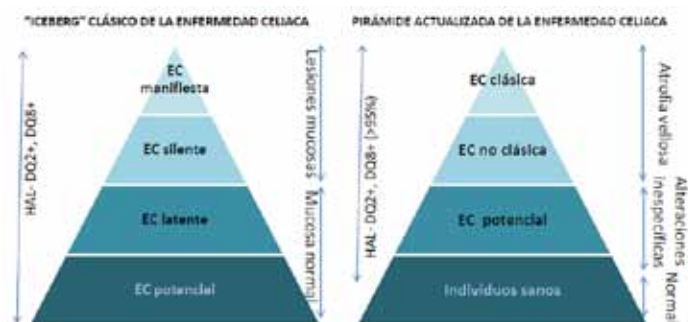 "ICEBERG" CLÁSICO DE LA ENFERMEDAD CELIACA
HAL- DQ2+, DQ8+
EC
manifiesta
EC silente
EC latente
EC potencial
Lesiones mucosas
Mucosa normal
PIRÁMIDE ACTUALIZADA DE LA ENFERMEDAD CELIACA
HAL- DQ2+, DQ8+ (>95%)
EC clásica
EC no clásica
EC potencial
Individuos sanos
Atrofia vellosa
Alteraciones
inespecíficas
Normal